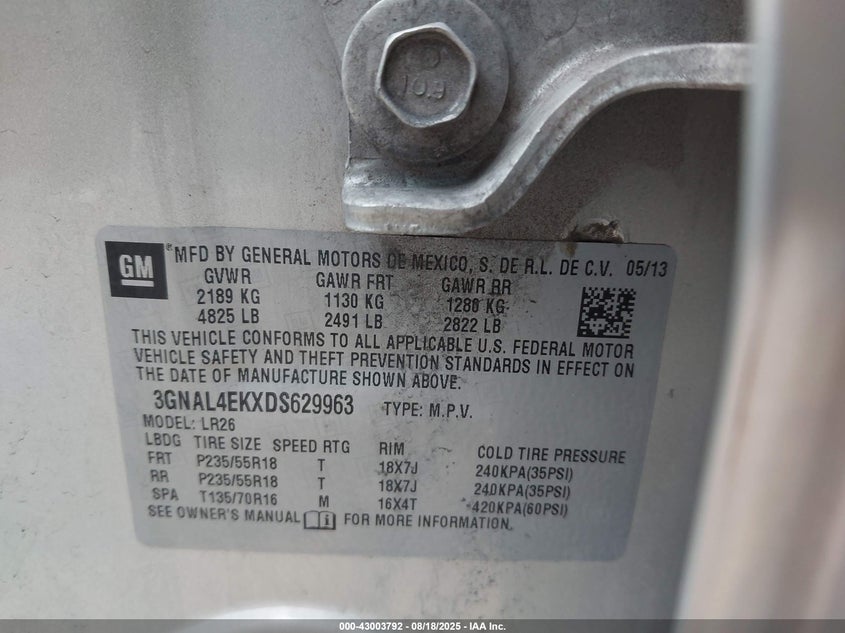 10.9
GM
®MFD BY GENERAL MOTORS DE MEXICO, S. DE R.L. DE C.V. 05/13
GVWR GAWR FRT GAWR RR
2189 KG 1130 KG 1280 KG
4825 LB 2491 LB 2822 LB
THIS VEHICLE CONFORMS TO ALL APPLICABLE U.S. FEDERAL MOTOR
VEHICLE SAFETY AND THEFT PREVENTION STANDARDS IN EFFECT ON
THE DATE OF MANUFACTURE SHOWN ABOVE.
3GNAL4EKXDS629963 TYPE: M.P.V.
MODEL: LR26
LBDG TIRE SIZE SPEED RTG RIM COLD TIRE PRESSURE
FRT P235/55R18 T 18X7J 240KPA(35PSI)
RR P235/55R18 T 18X7J 240KPA(35PSI)
SPA T135/70R16 M 16X4T 420KPA(60PSI)
SEE OWNER'S MANUAL FOR MORE INFORMATION.
000-43003792 - 08/18/2025 - IAA Inc.